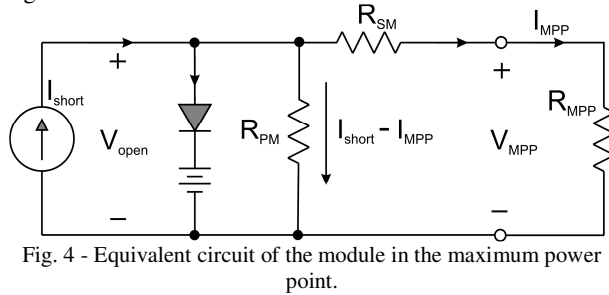 R_SM
I_MPP
+
+
I_short
V_open
R_PM
I_short - I_MPP
V_MPP
R_MPP
−
−
Fig. 4 - Equivalent circuit of the module in the maximum power
point.